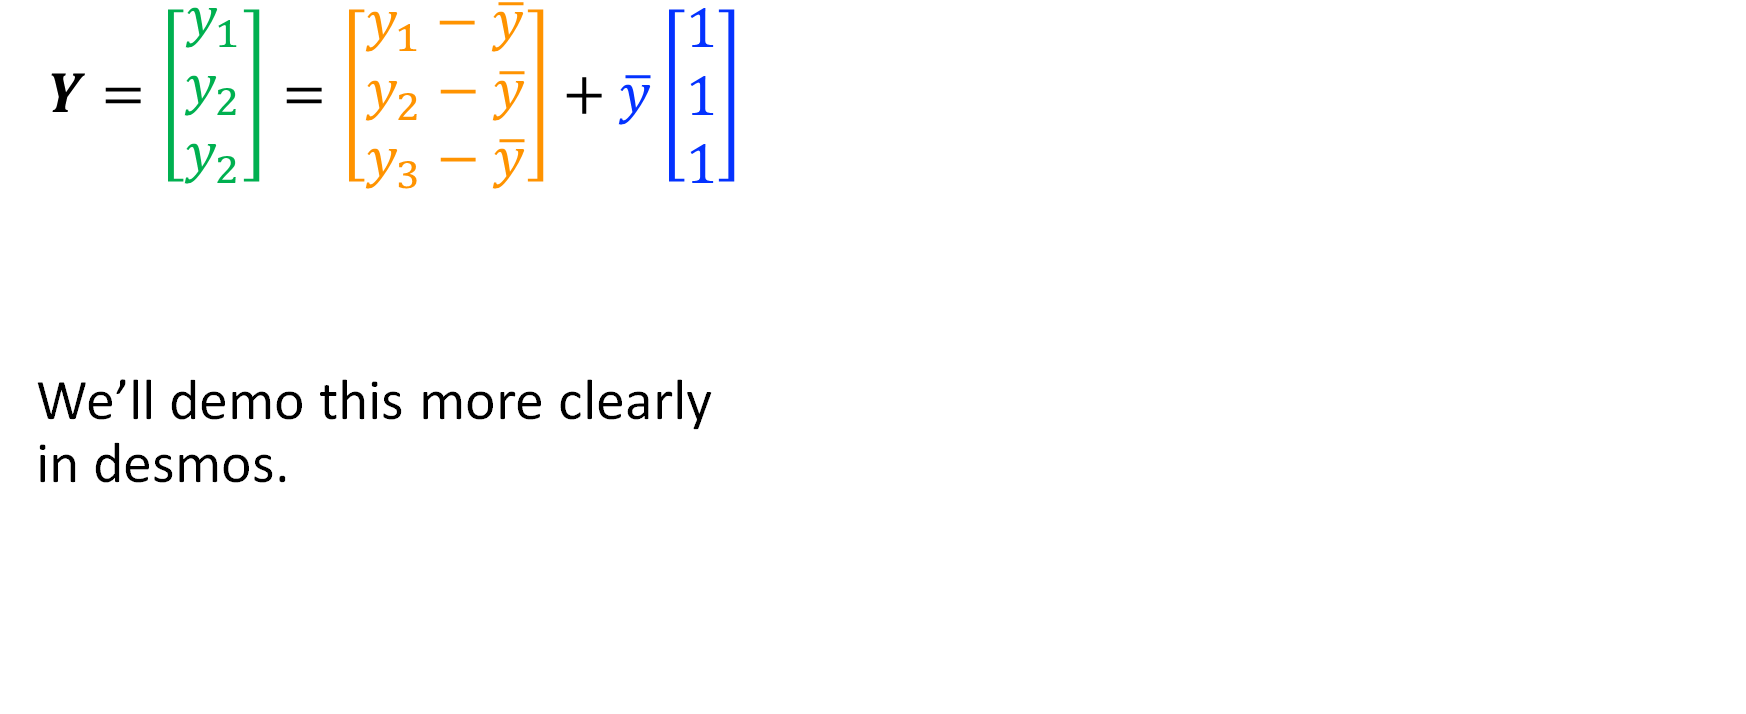 𝒀 = [y₁ y₂ y₂] = [y₁ − ȳ y₂ − ȳ y₃ − ȳ] + ȳ [1 1 1]
We’ll demo this more clearly
in desmos.